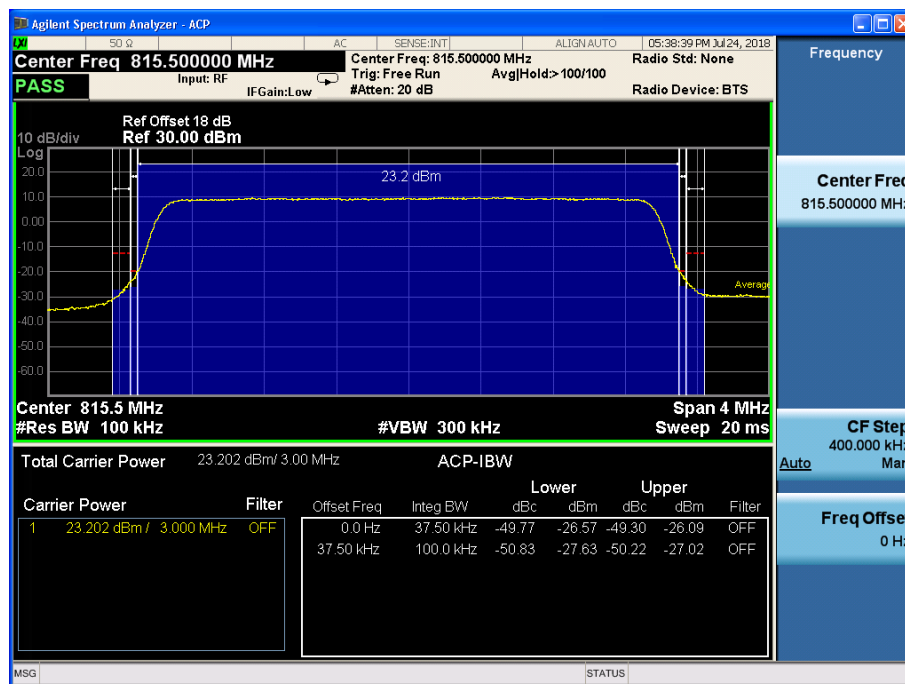 Agilent Spectrum Analyzer - ACP
LXI 50 Ω AC SENSE:INT ALIGN AUTO 05:38:39 PM Jul 24, 2018
Center Freq 815.500000 MHz Center Freq: 815.500000 MHz Radio Std: None
Input: RF Trig: Free Run Avg|Hold:>100/100
PASS IFGain:Low #Atten: 20 dB Radio Device: BTS
Ref Offset 18 dB
10 dB/div Ref 30.00 dBm
Log
20.0
23.2 dBm
10.0
0.00
-10.0
-20.0
Average
-30.0
-40.0
-50.0
-60.0
Center 815.5 MHz Span 4 MHz
#Res BW 100 kHz #VBW 300 kHz Sweep 20 ms
Total Carrier Power 23.202 dBm/ 3.00 MHz ACP-IBW
Lower Upper
Carrier Power Filter Offset Freq Integ BW dBc dBm dBc dBm Filter
1 23.202 dBm / 3.000 MHz OFF 0.0 Hz 37.50 kHz -49.77 -26.57 -49.30 -26.09 OFF
37.50 kHz 100.0 kHz -50.83 -27.63 -50.22 -27.02 OFF
MSG STATUS
Frequency
Center Freq
815.500000 MHz
CF Step
400.000 kHz
Auto Man
Freq Offse
0 Hz